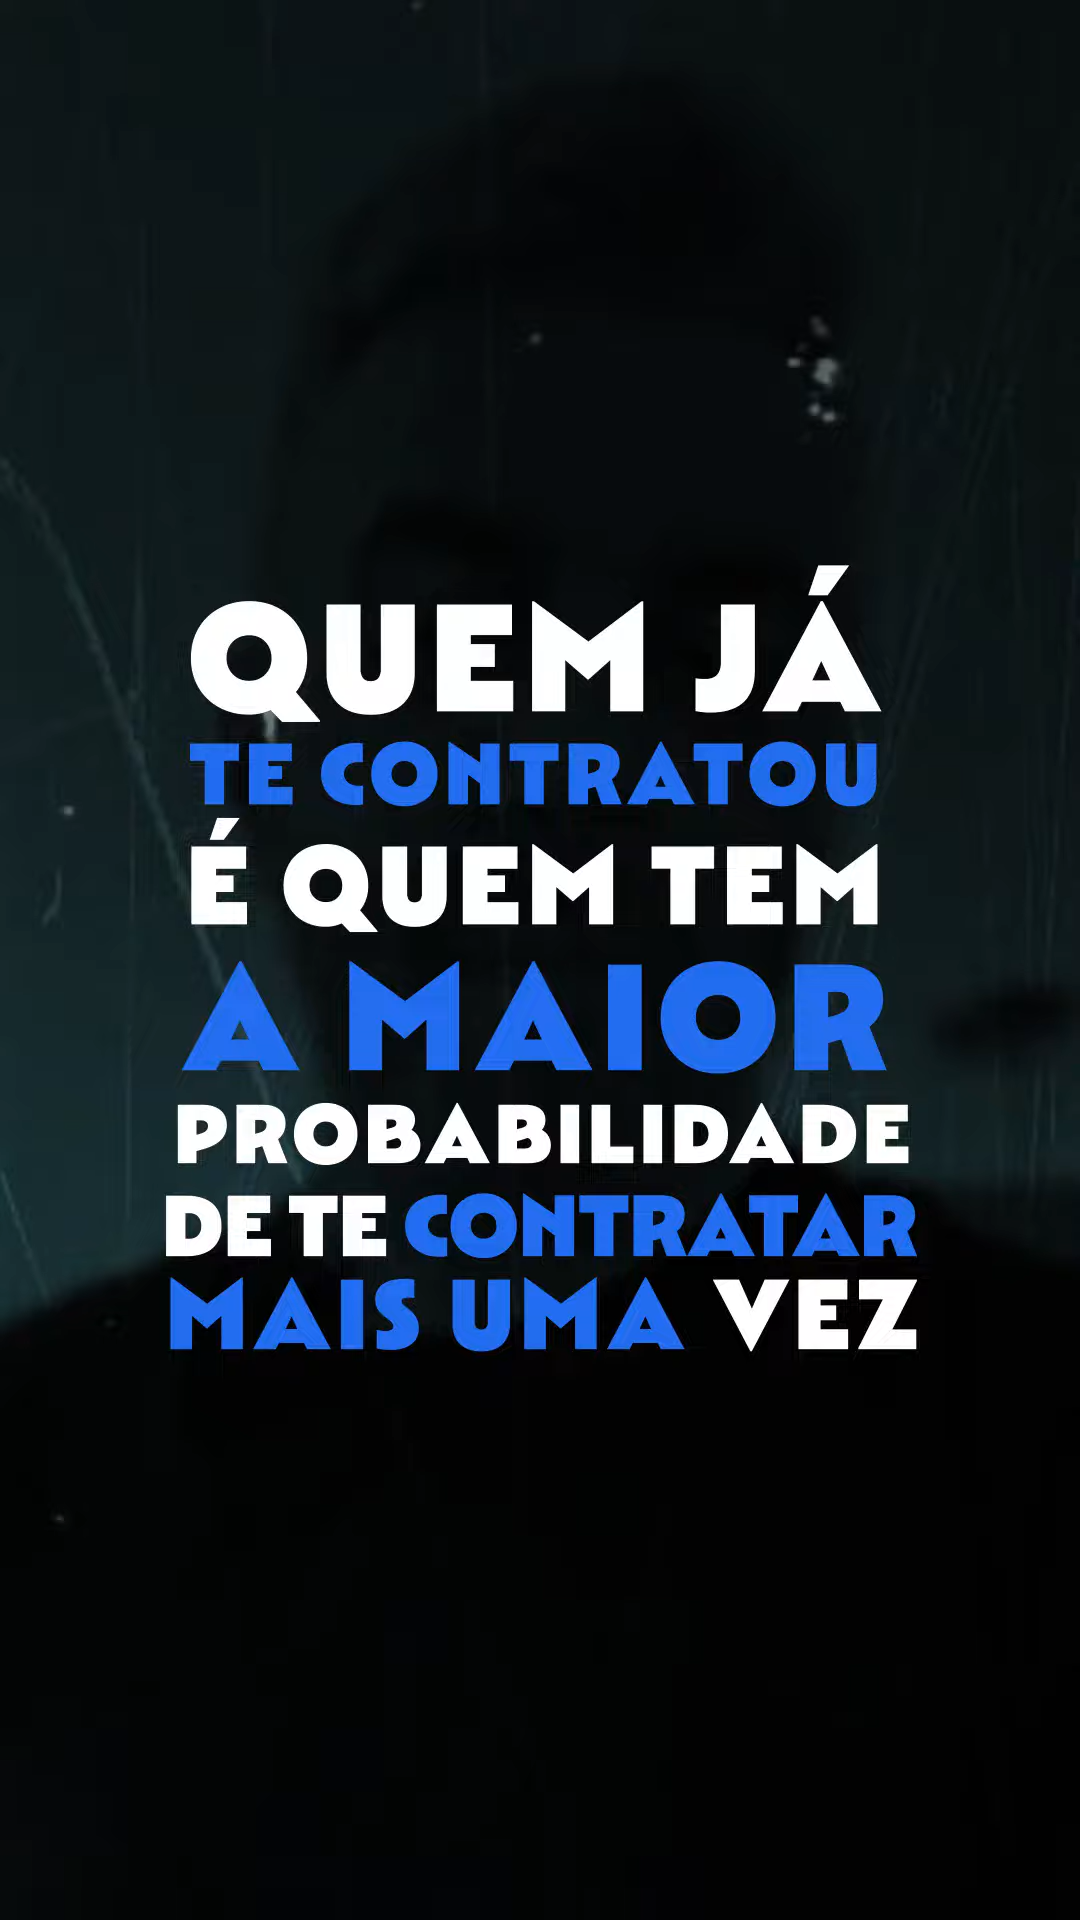 QUEM JÁ
TE CONTRATOU
É QUEM TEM
A MAIOR
PROBABILIDADE
DE TE CONTRATAR
MAIS UMA VEZ